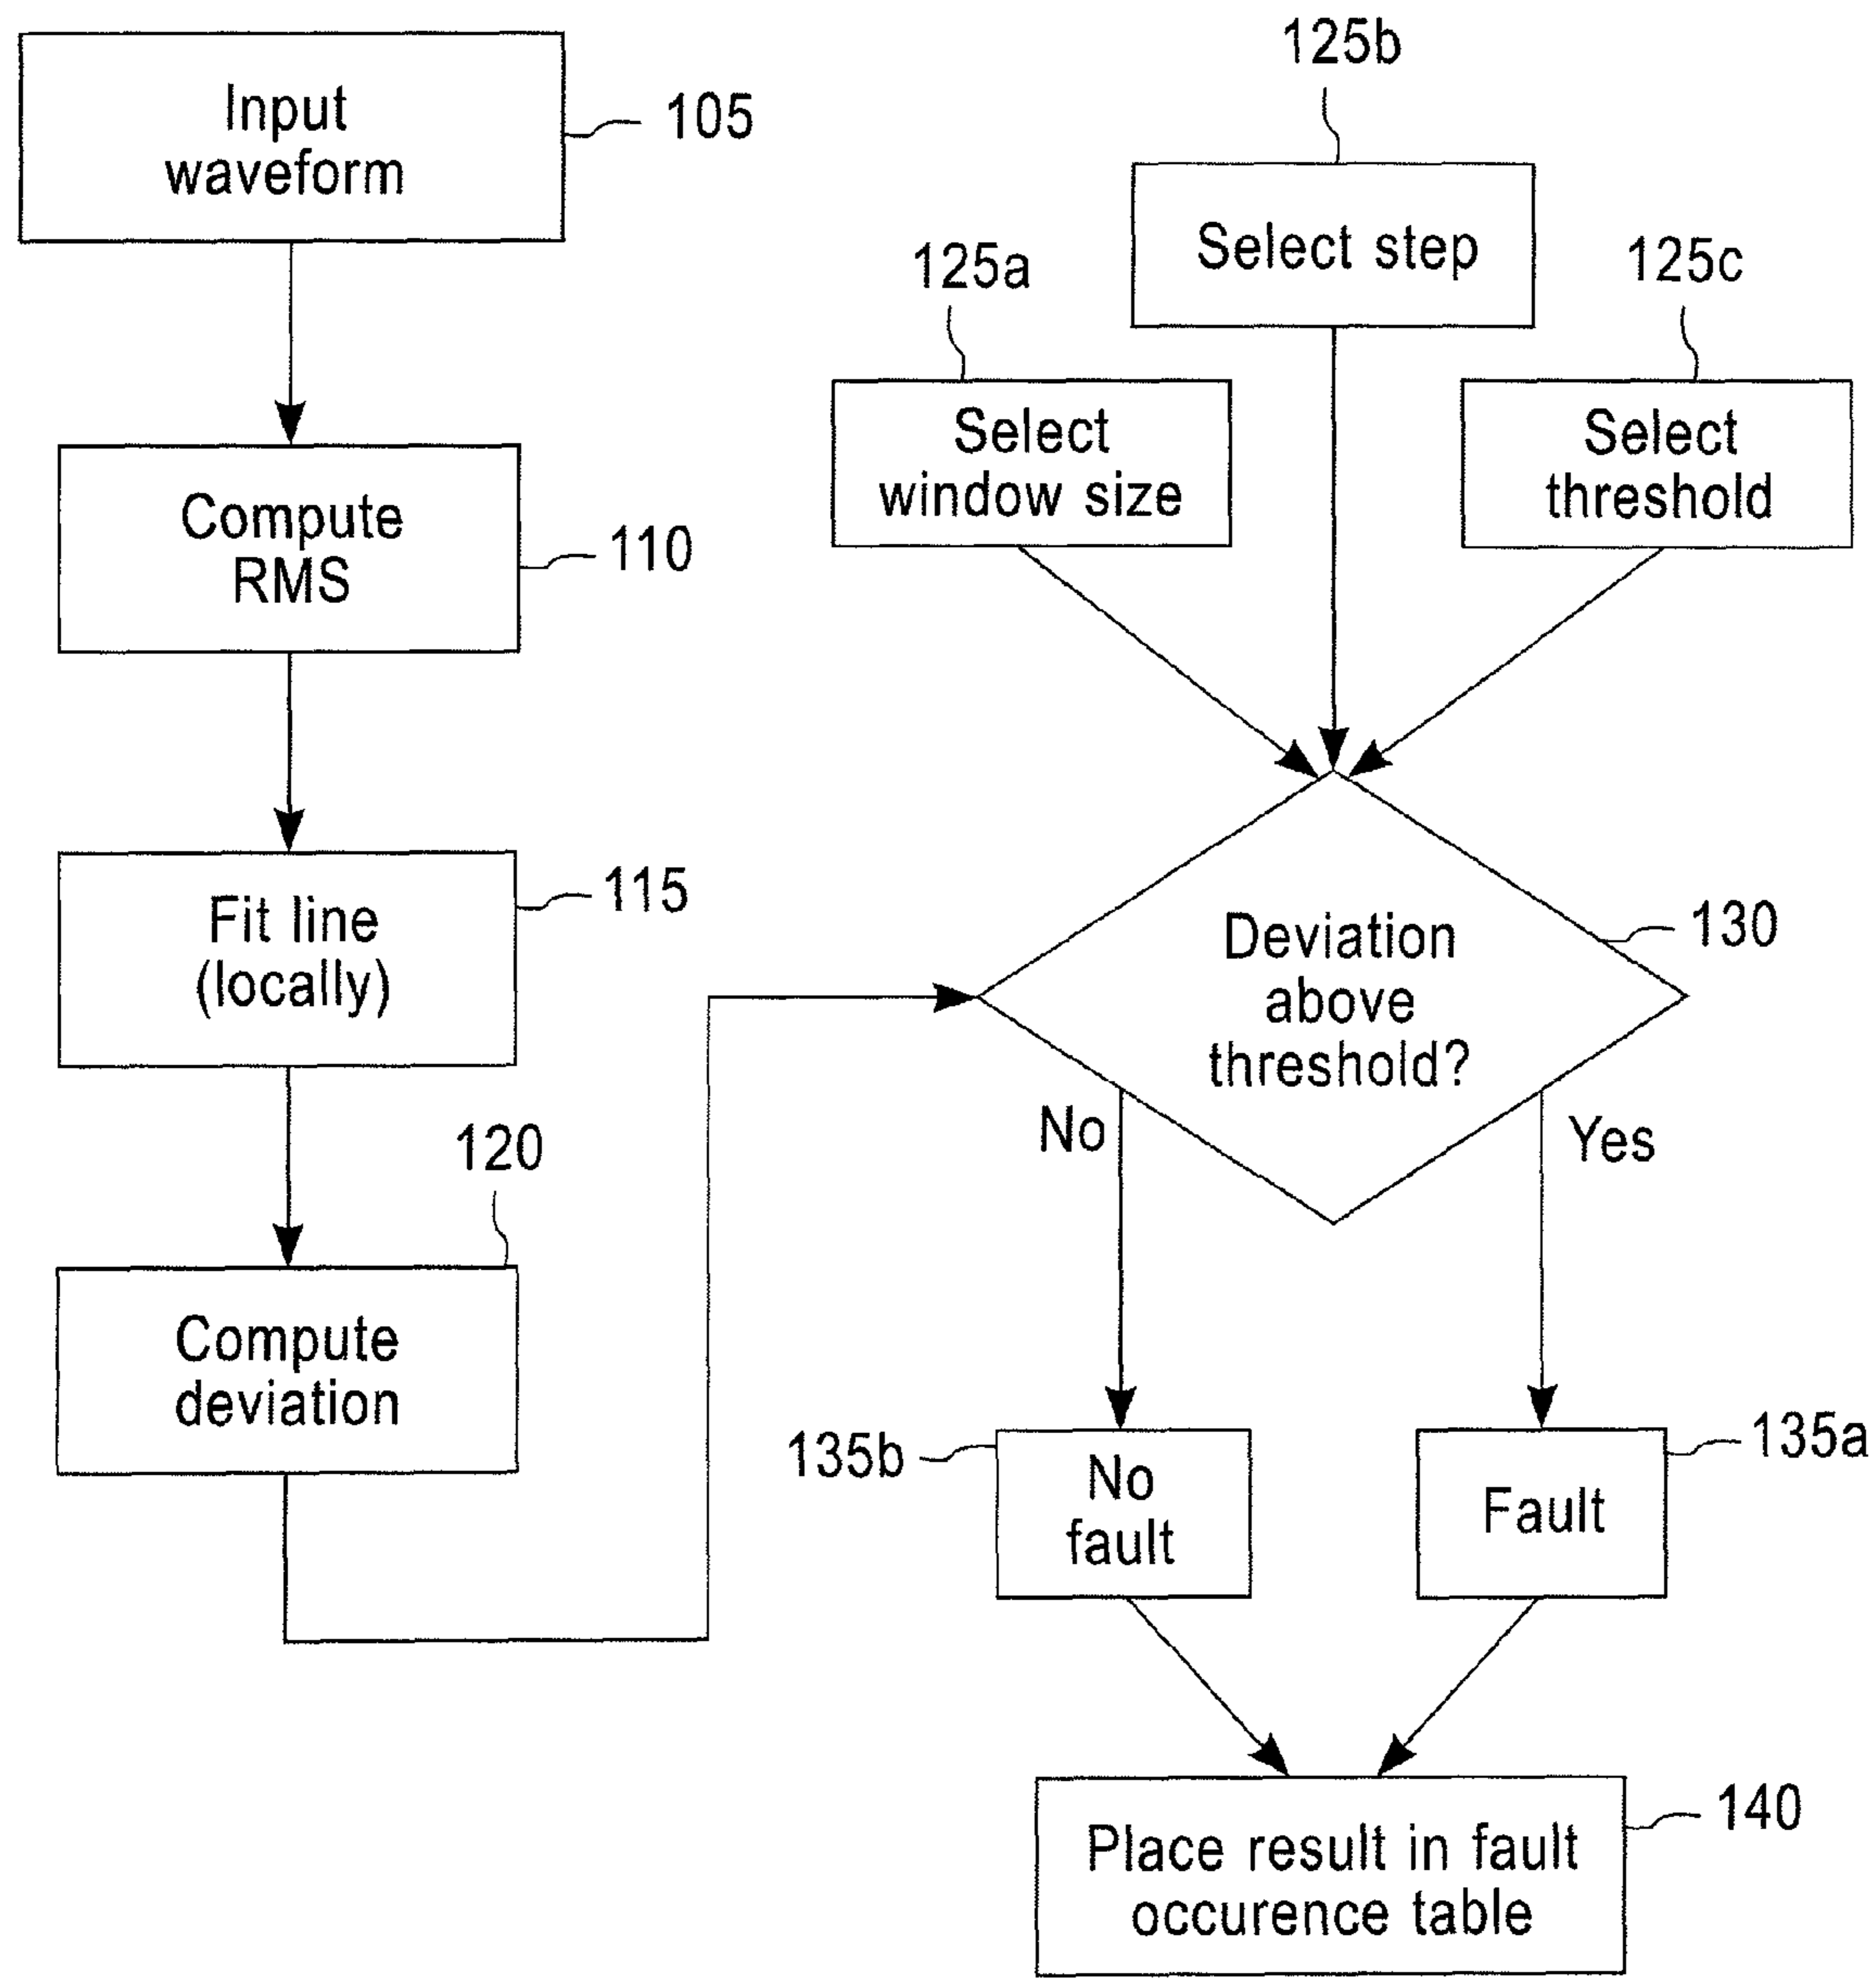 Input
waveform
105
Compute
RMS
110
Fit line
(locally)
115
120
Compute
deviation
125b
Select step
125a
Select
window size
125c
Select
threshold
Deviation
above
threshold?
130
No
Yes
135b
No
fault
135a
Fault
140
Place result in fault
occurence table